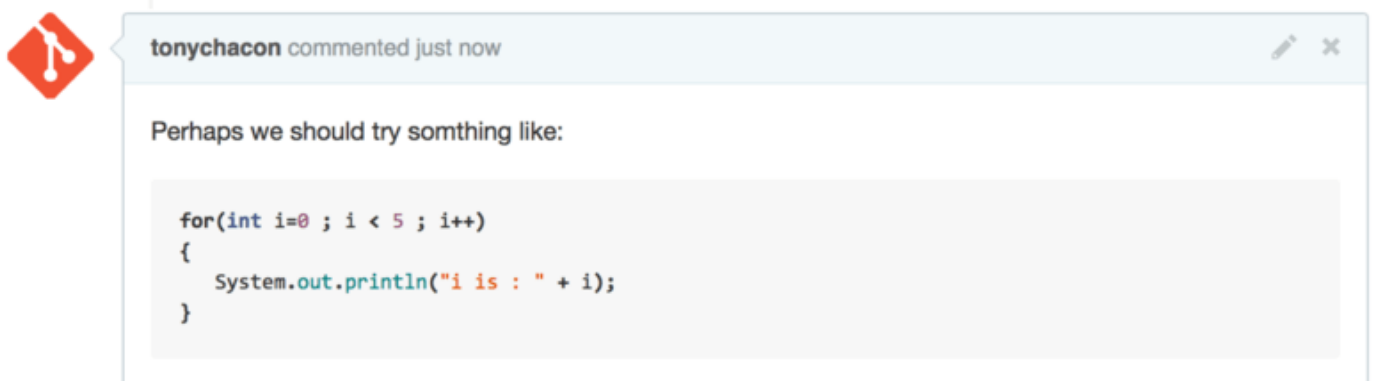 tonychacon commented just now
Perhaps we should try somthing like:
for(int i=0 ; i < 5 ; i++)
{
   System.out.println("i is : " + i);
}